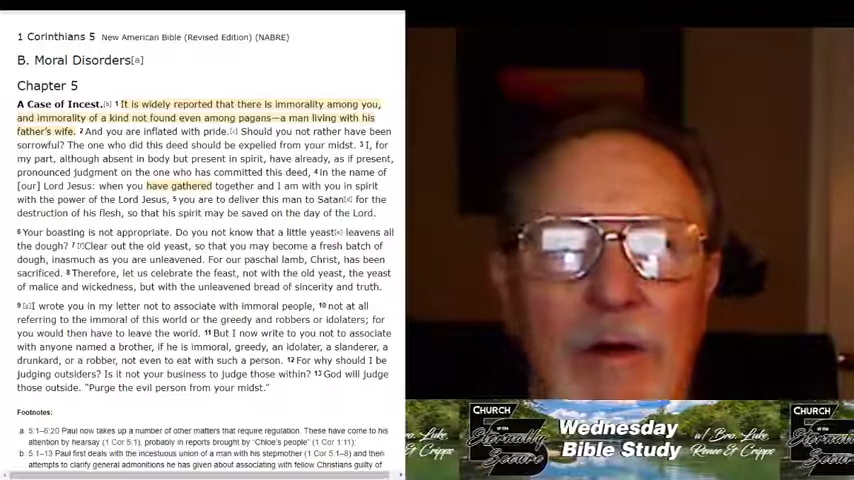 1 Corinthians 5 New American Bible (Revised Edition) (NABRE)
B. Moral Disorders[a]
Chapter 5
A Case of Incest.[b] 1 It is widely reported that there is immorality among you,
and immorality of a kind not found even among pagans—a man living with his
father's wife. 2 And you are inflated with pride.[c] Should you not rather have been
sorrowful? The one who did this deed should be expelled from your midst. 3 I, for
my part, although absent in body but present in spirit, have already, as if present,
pronounced judgment on the one who has committed this deed, 4 in the name of
[our] Lord Jesus: when you have gathered together and I am with you in spirit
with the power of the Lord Jesus, 5 you are to deliver this man to Satan[d] for the
destruction of his flesh, so that his spirit may be saved on the day of the Lord.
6 Your boasting is not appropriate. Do you not know that a little yeast[e] leavens all
the dough? 7 [f]Clear out the old yeast, so that you may become a fresh batch of
dough, inasmuch as you are unleavened. For our paschal lamb, Christ, has been
sacrificed. 8 Therefore, let us celebrate the feast, not with the old yeast, the yeast
of malice and wickedness, but with the unleavened bread of sincerity and truth.
9 [g]I wrote you in my letter not to associate with immoral people, 10 not at all
referring to the immoral of this world or the greedy and robbers or idolaters; for
you would then have to leave the world. 11 But I now write to you not to associate
with anyone named a brother, if he is immoral, greedy, an idolater, a slanderer, a
drunkard, or a robber, not even to eat with such a person. 12 For why should I be
judging outsiders? Is it not your business to judge those within? 13 God will judge
those outside. "Purge the evil person from your midst."
Footnotes:
a. 5:1–6:20 Paul now takes up a number of other matters that require regulation. These have come to his
attention by hearsay (1 Cor 5:1), probably in reports brought by "Chloe's people" (1 Cor 1:11).
b. 5:1–13 Paul first deals with the incestuous union of a man with his stepmother (1 Cor 5:1–8) and then
attempts to clarify general admonitions he has given about associating with fellow Christians guilty of
ro. Luke,
& Cripps
CHURCH
of the
Eternally
Secure
Wednesday
Bible Study
w/ Bro. Luke,
Renee & Cripps
CHURCH
of the
Eternally
Secure